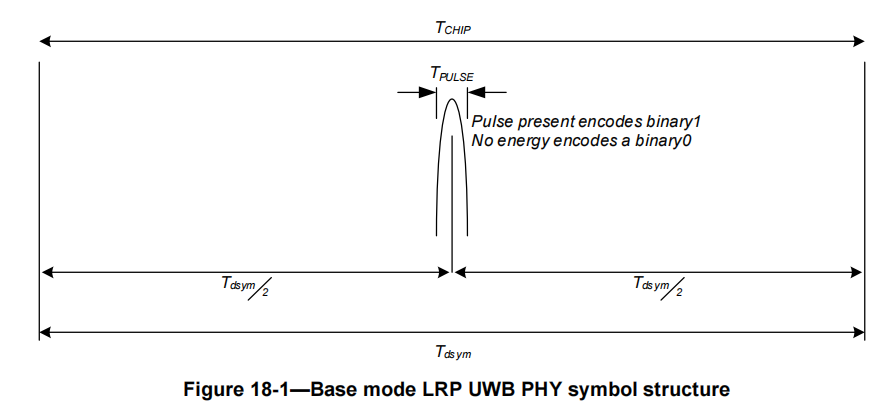 TCHIP
TPULSE
Pulse present encodes binary1
No energy encodes a binary0
Tdsym/2 Tdsym/2
Tdsym
Figure 18-1—Base mode LRP UWB PHY symbol structure